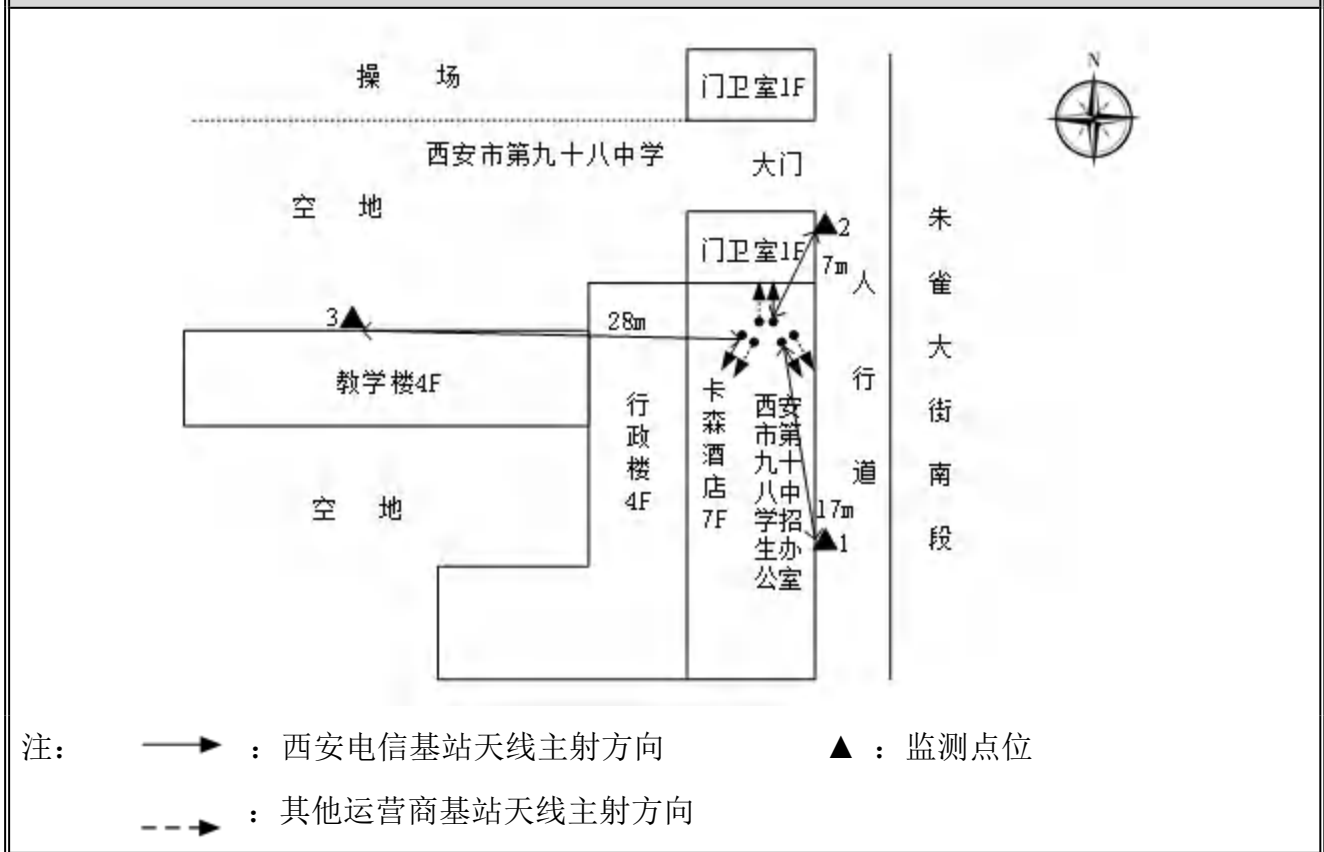 N
操 场
门卫室1F
西安市第九十八中学
大门
空 地
朱雀大街南段
门卫室1F
2
7m
人行道
3
28m
教学楼4F
行政楼4F
卡森酒店7F
西安市第九十八中学招生办公室
空 地
17m
1
注：
：西安电信基站天线主射方向
▲ ：监测点位
：其他运营商基站天线主射方向